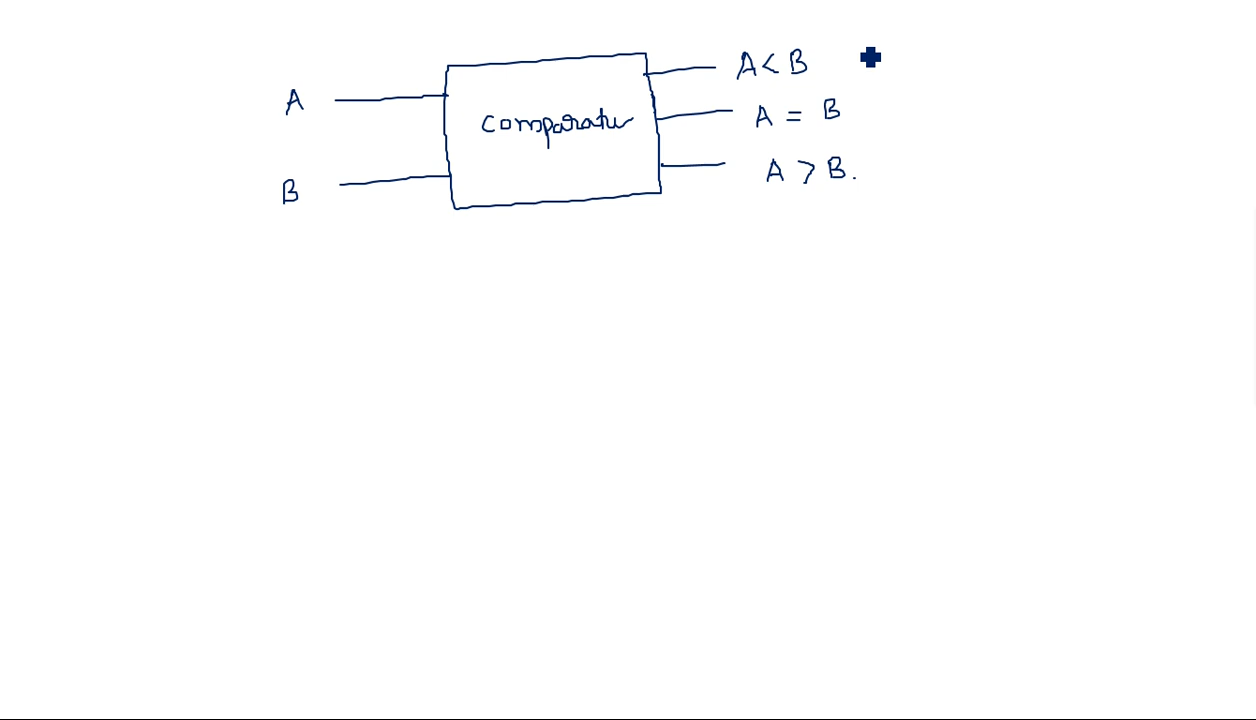 A
B
comparator
A < B
A = B
A > B.